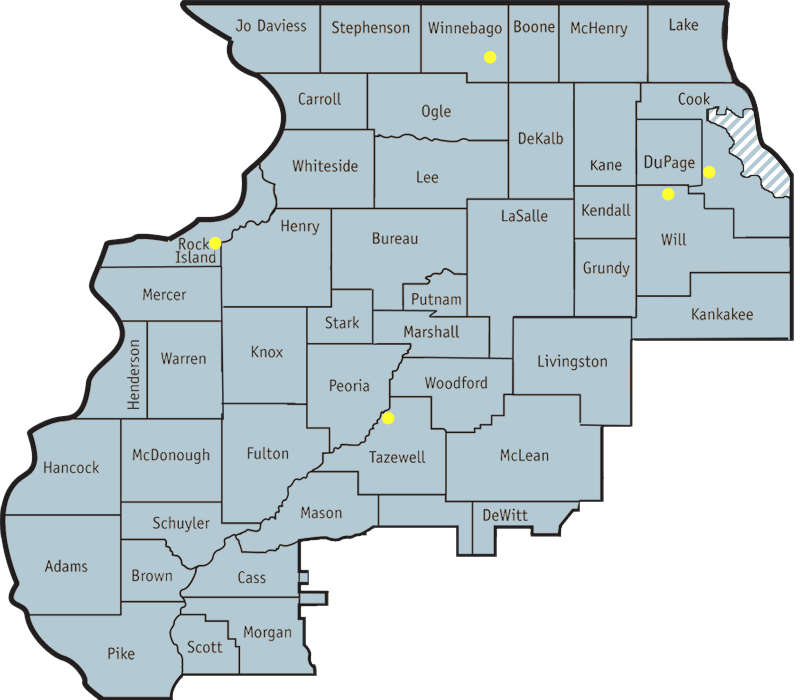 Jo Daviess
Stephenson
Winnebago
Boone
McHenry
Lake
Carroll
Ogle
Cook
DeKalb
Whiteside
Lee
Kane
DuPage
Henry
Bureau
LaSalle
Kendall
Rock
Island
Will
Mercer
Putnam
Grundy
Stark
Marshall
Kankakee
Henderson
Warren
Knox
Peoria
Woodford
Livingston
Hancock
McDonough
Fulton
Tazewell
McLean
Schuyler
Mason
DeWitt
Adams
Brown
Cass
Pike
Scott
Morgan